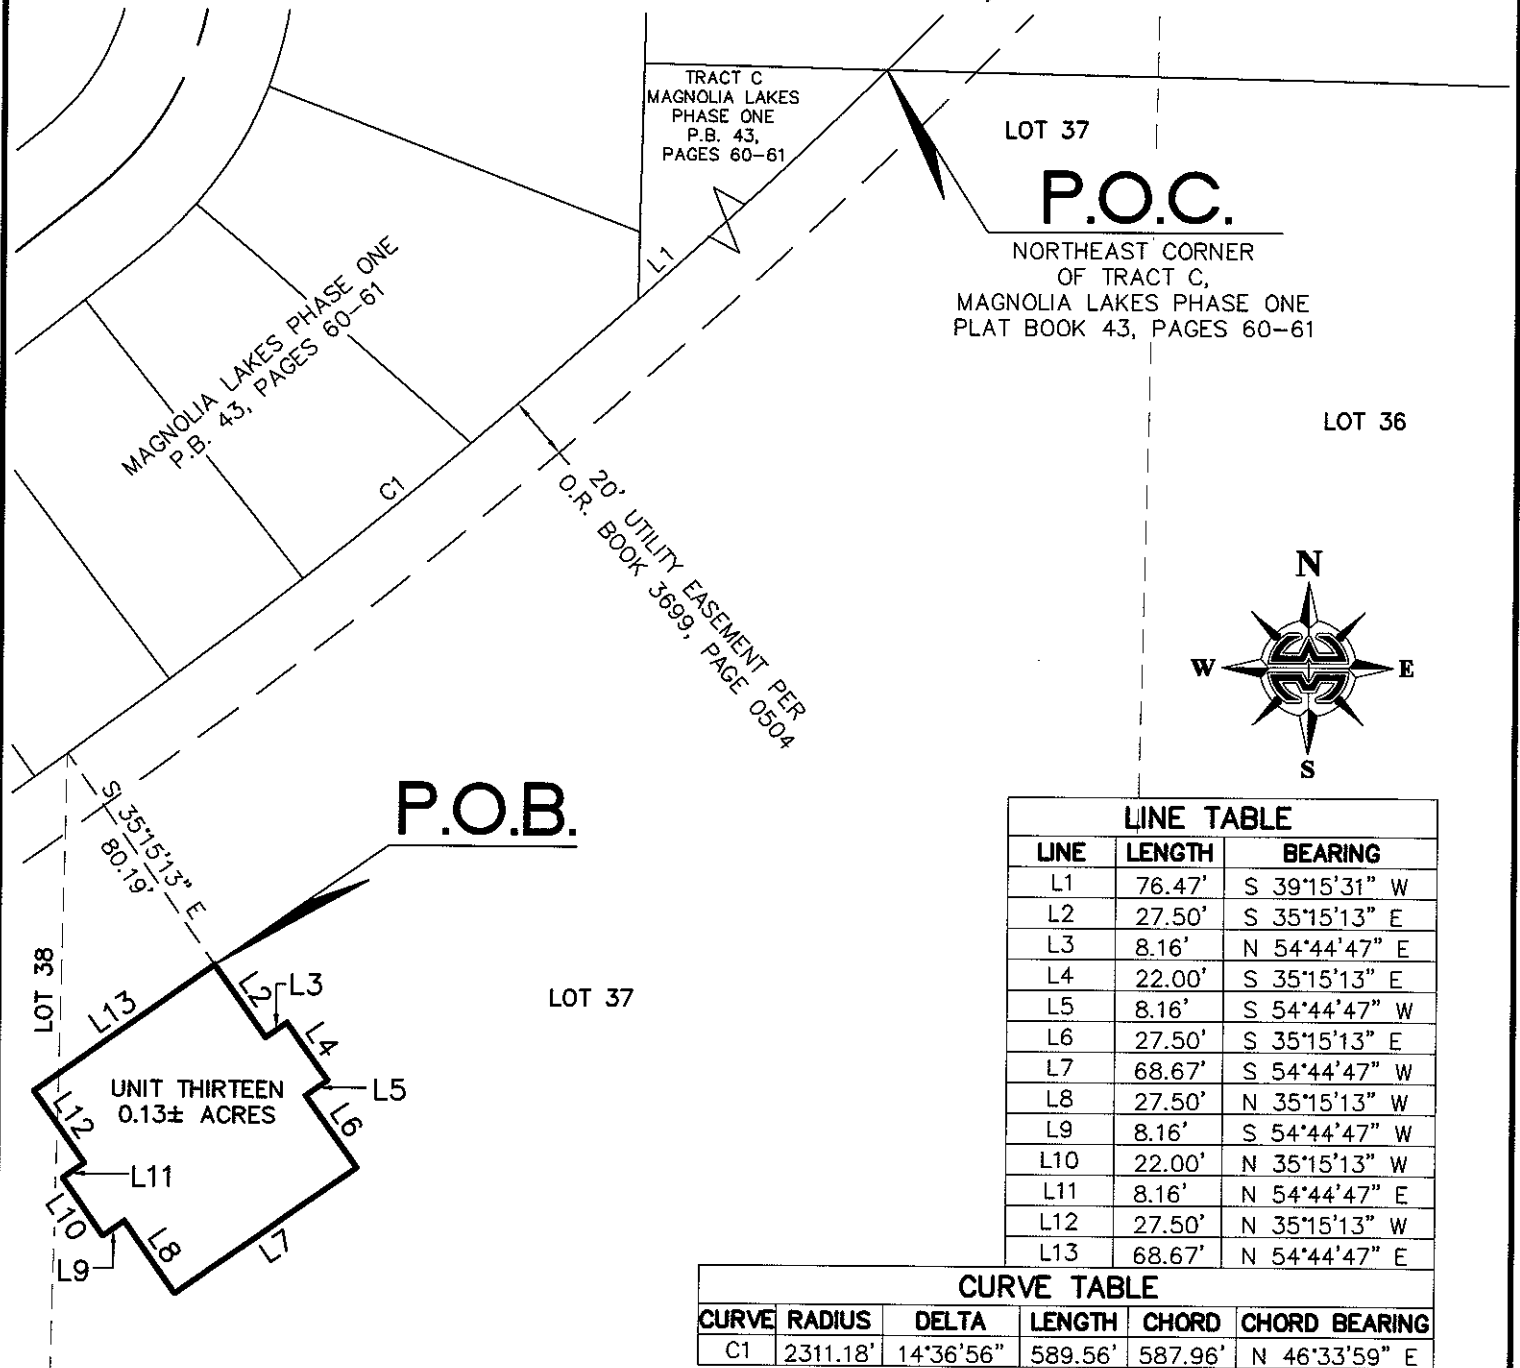 TRACT C
MAGNOLIA LAKES
PHASE ONE
P.B. 43,
PAGES 60-61
LOT 37
P.O.C.
NORTHEAST CORNER
OF TRACT C,
MAGNOLIA LAKES PHASE ONE
PLAT BOOK 43, PAGES 60-61
L1
MAGNOLIA LAKES PHASE ONE
P.B. 43, PAGES 60-61
LOT 36
C1
20' UTILITY EASEMENT PER
O.R. BOOK 3699, PAGE 0504
N
W
E
S
S 35°15'13" E
80.19'
P.O.B.
LOT 38
LOT 37
L13
L2
L3
L4
L5
UNIT THIRTEEN
0.13± ACRES
L12
L6
L11
L10
L8
L7
L9
LINE TABLE
LINE LENGTH BEARING
L1 76.47' S 39°15'31" W
L2 27.50' S 35°15'13" E
L3 8.16' N 54°44'47" E
L4 22.00' S 35°15'13" E
L5 8.16' S 54°44'47" W
L6 27.50' S 35°15'13" E
L7 68.67' S 54°44'47" W
L8 27.50' N 35°15'13" W
L9 8.16' S 54°44'47" W
L10 22.00' N 35°15'13" W
L11 8.16' N 54°44'47" E
L12 27.50' N 35°15'13" W
L13 68.67' N 54°44'47" E
CURVE TABLE
CURVE RADIUS DELTA LENGTH CHORD CHORD BEARING
C1 2311.18' 14°36'56" 589.56' 587.96' N 46°33'59" E